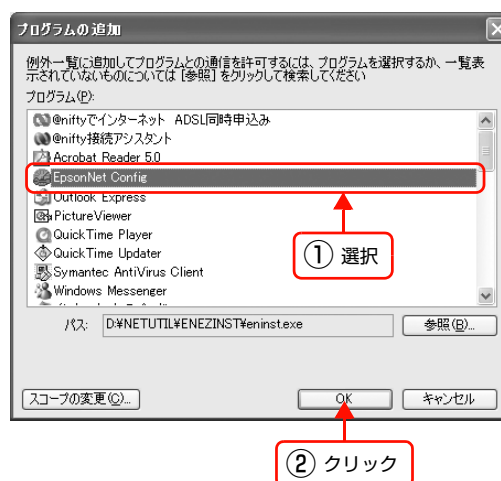 プログラムの追加
例外一覧に追加してプログラムとの通信を許可するには、プログラムを選択するか、一覧表
示されていないものについては [参照] をクリックして検索してください
プログラム(P):
@niftyでインターネット ADSL同時申込み
@nifty接続アシスタント
Acrobat Reader 5.0
EpsonNet Config
Outlook Express
PictureViewer
QuickTime Player
QuickTime Updater
Symantec AntiVirus Client
Windows Messenger
① 選択
パス: D:¥NETUTIL¥ENEZINST¥eninst.exe 参照(B)...
スコープの変更(C)... OK キャンセル
② クリック